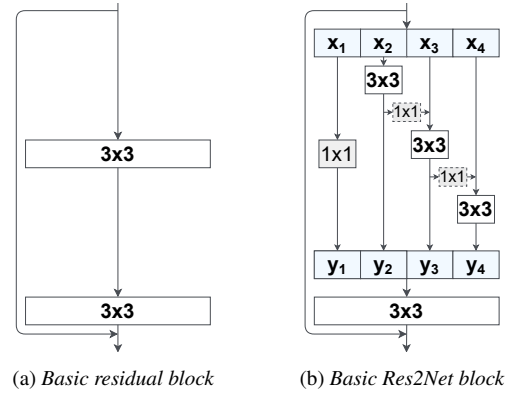 3x3
3x3
(a) Basic residual block
x1 x2 x3 x4
3x3
1x1
1x1 3x3
1x1
3x3
y1 y2 y3 y4
3x3
(b) Basic Res2Net block